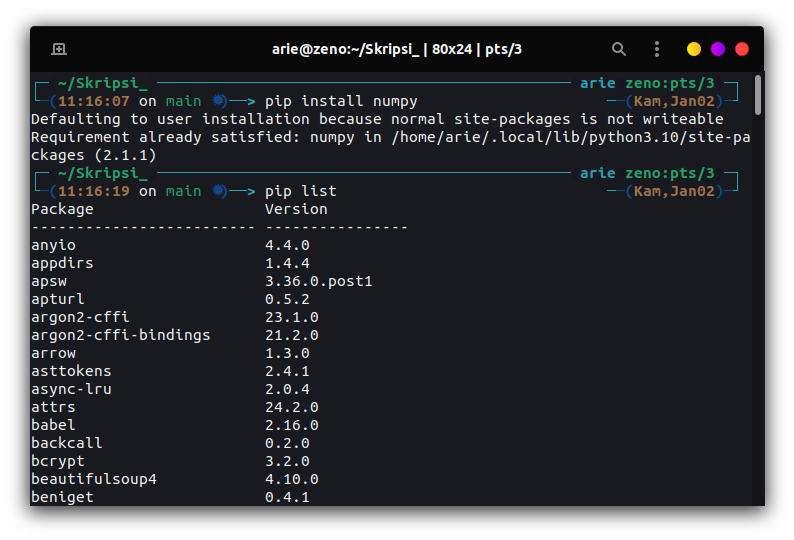 arie@zeno:~/Skripsi_ | 80x24 | pts/3
~/Skripsi_ arie zeno:pts/3
(11:16:07 on main )──> pip install numpy (Kam,Jan02)
Defaulting to user installation because normal site-packages is not writeable
Requirement already satisfied: numpy in /home/arie/.local/lib/python3.10/site-pa
ckages (2.1.1)
~/Skripsi_ arie zeno:pts/3
(11:16:19 on main )──> pip list (Kam,Jan02)
Package Version
------------------------- ----------------
anyio 4.4.0
appdirs 1.4.4
apsw 3.36.0.post1
apturl 0.5.2
argon2-cffi 23.1.0
argon2-cffi-bindings 21.2.0
arrow 1.3.0
asttokens 2.4.1
async-lru 2.0.4
attrs 24.2.0
babel 2.16.0
backcall 0.2.0
bcrypt 3.2.0
beautifulsoup4 4.10.0
beniget 0.4.1